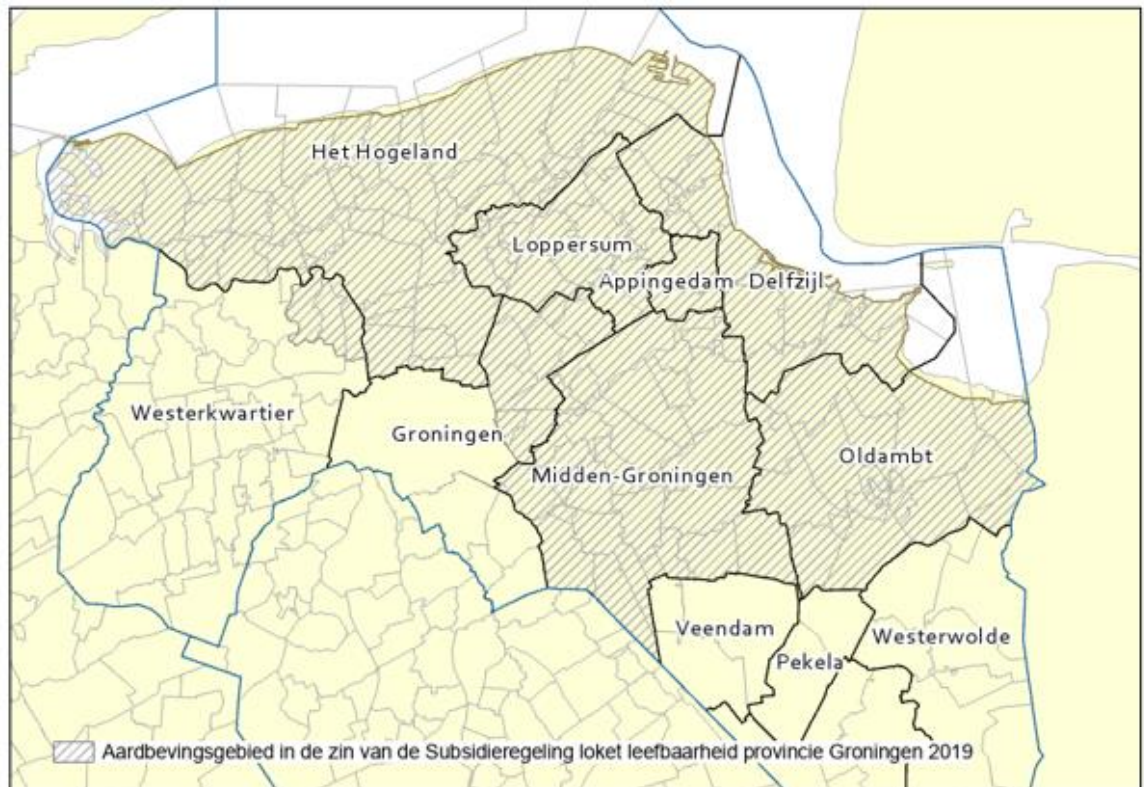 Het Hogeland
Loppersum
Appingedam Delfzijl
Westerkwartier
Groningen
Oldambt
Midden-Groningen
Veendam
Westerwolde
Pekela
Aardbevingsgebied in de zin van de Subsidieregeling loket leefbaarheid provincie Groningen 2019